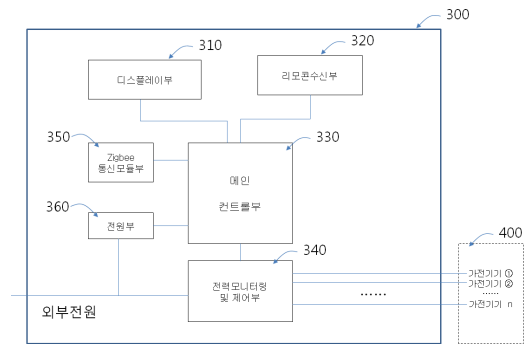 300
310
320
디스플레이부
리모콘수신부
350
330
Zigbee
통신모듈부
메인
컨트롤부
360
전원부
400
340
전력모니터링
및 제어부
가전기기 ①
가전기기 ②
......
......
가전기기 n
외부전원